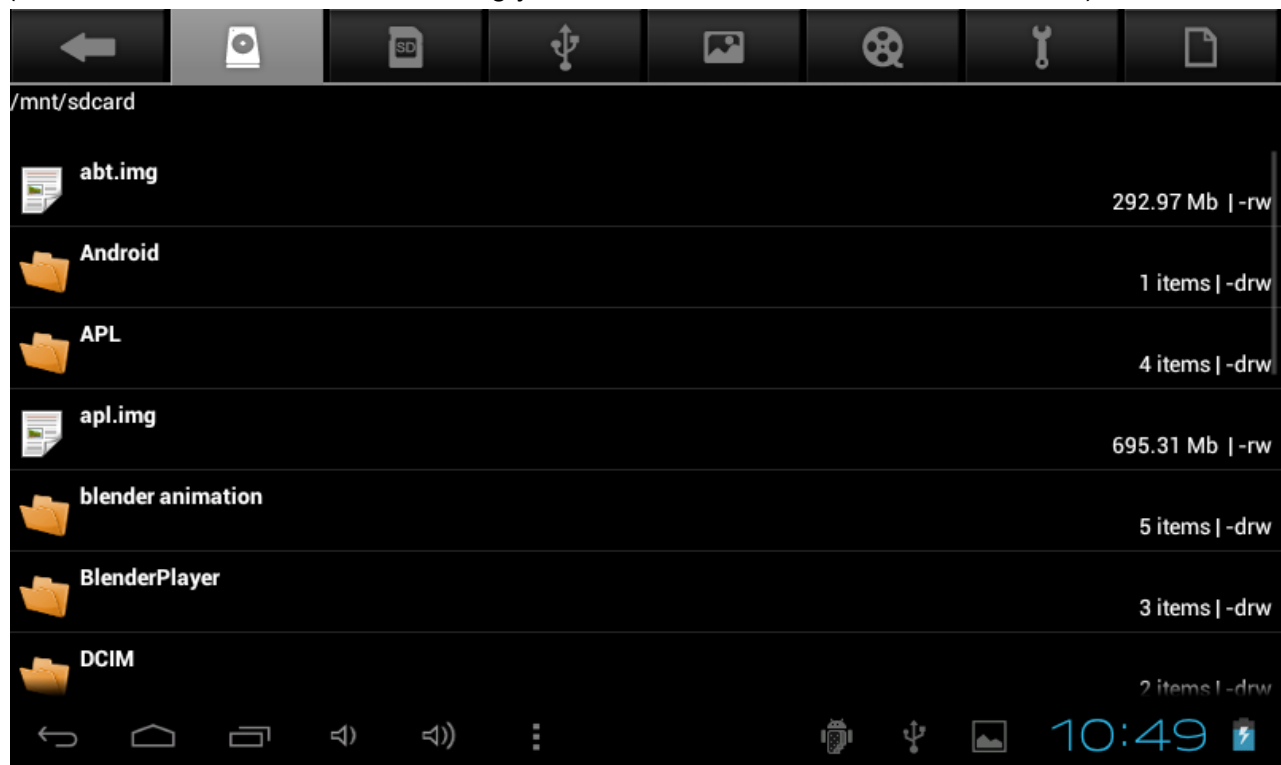 SD
/mnt/sdcard
abt.img
292.97 Mb | -rw
Android
1 items | -drw
APL
4 items | -drw
apl.img
695.31 Mb | -rw
blender animation
5 items | -drw
BlenderPlayer
3 items | -drw
DCIM
2 items | -drw
10:49